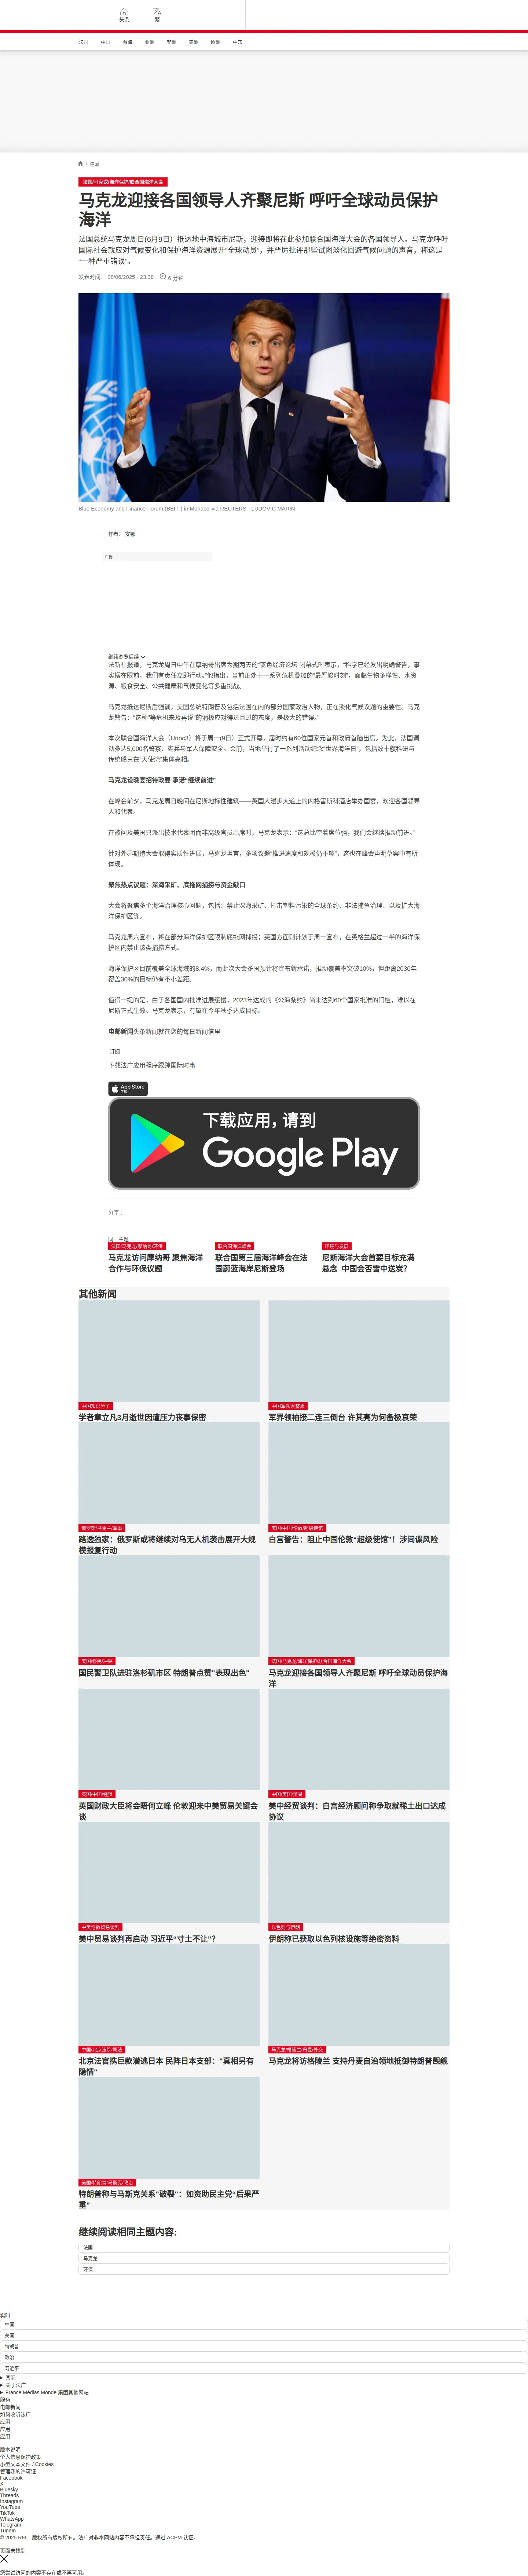 头条
繁
法国
中国
台海
亚洲
非洲
美洲
欧洲
中东
/ 法国
法国/马克龙/海洋保护/联合国海洋大会
马克龙迎接各国领导人齐聚尼斯 呼吁全球动员保护
海洋
法国总统马克龙周日(6月9日）抵达地中海城市尼斯，迎接即将在此参加联合国海洋大会的各国领导人。马克龙呼吁
国际社会就应对气候变化和保护海洋资源展开“全球动员”，并严厉批评那些试图淡化回避气候问题的声音，称这是
“一种严重错误”。
发表时间： 08/06/2025 - 23:38
6 分钟
Blue Economy and Finance Forum (BEFF) in Monaco via REUTERS - LUDOVIC MARIN
作者： 安娜
广告
继续浏览后续
法新社报道，马克龙周日中午在摩纳哥出席为期两天的“蓝色经济论坛”闭幕式时表示，“科学已经发出明确警告，事
实摆在眼前，我们有责任立即行动。”他指出，当前正处于一系列危机叠加的“最严峻时刻”，面临生物多样性、水资
源、粮食安全、公共健康和气候变化等多重挑战。
马克龙抵达尼斯后强调，美国总统特朗普及包括法国在内的部分国家政治人物，正在淡化气候议题的重要性。马克
龙警告：“这种“等危机来及再说”的消极应对得过且过的态度，是极大的错误。”
本次联合国海洋大会（Unoc3）将于周一(9日）正式开幕，届时约有60位国家元首和政府首脑出席。为此，法国调
动多达5,000名警察、宪兵与军人保障安全。会前，当地举行了一系列活动纪念“世界海洋日”，包括数十艘科研与
传统船只在“天使湾”集体亮相。
马克龙设晚宴招待政要 承诺“继续前进”
在峰会前夕，马克龙周日晚间在尼斯地标性建筑——英国人漫步大道上的内格雷斯科酒店举办国宴，欢迎各国领导
人和代表。
在被问及美国只派出技术代表团而非高级官员出席时，马克龙表示：“这总比空着席位强，我们会继续推动前进。”
针对外界期待大会取得实质性进展，马克龙坦言，多项议题“推进速度和规模仍不够”，这也在峰会声明草案中有所
体现。
聚焦热点议题：深海采矿、底拖网捕捞与资金缺口
大会将聚焦多个海洋治理核心问题，包括：禁止深海采矿、打击塑料污染的全球条约、非法捕鱼治理、以及扩大海
洋保护区等。
马克龙周六宣布，将在部分海洋保护区限制底拖网捕捞；英国方面则计划于周一宣布，在英格兰超过一半的海洋保
护区内禁止该类捕捞方式。
海洋保护区目前覆盖全球海域的8.4%，而此次大会多国预计将宣布新承诺，推动覆盖率突破10%，但距离2030年
覆盖30%的目标仍有不小差距。
值得一提的是，由于各国国内批准进展缓慢，2023年达成的《公海条约》尚未达到60个国家批准的门槛，难以在
尼斯正式生效。马克龙表示，有望在今年秋季达成目标。
电邮新闻头条新闻就在您的每日新闻信里
订阅
下载法广应用程序跟踪国际时事
App Store
下载
下载应用，请到
Google Play
分享 :
同一主题
法国/马克龙/摩纳哥/环保
马克龙访问摩纳哥 聚焦海洋
合作与环保议题
联合国海洋峰会
联合国第三届海洋峰会在法
国蔚蓝海岸尼斯登场
环境与发展
尼斯海洋大会首要目标充满
悬念 中国会否雪中送炭?
其他新闻
中国知识分子
学者章立凡3月逝世因遭压力丧事保密
中国军队大整肃
军界领袖接二连三倒台 许其亮为何备极哀荣
俄罗斯/乌克兰/军事
路透独家：俄罗斯或将继续对乌无人机袭击展开大规
模报复行动
英国/中国/伦敦/超级使馆
白宫警告：阻止中国伦敦“超级使馆”！涉间谍风险
美国/移民/冲突
国民警卫队进驻洛杉矶市区 特朗普点赞“表现出色”
法国/马克龙/海洋保护/联合国海洋大会
马克龙迎接各国领导人齐聚尼斯 呼吁全球动员保护海
洋
英国/中国/经贸
英国财政大臣将会晤何立峰 伦敦迎来中美贸易关键会
谈
中国/美国/贸易
美中经贸谈判：白宫经济顾问称争取就稀土出口达成
协议
中美伦敦贸易谈判
美中贸易谈判再启动 习近平“寸土不让”？
以色列与伊朗
伊朗称已获取以色列核设施等绝密资料
中国/北京法院/司法
北京法官携巨款潜逃日本 民阵日本支部：“真相另有
隐情”
马克龙/格陵兰/丹麦/外交
马克龙将访格陵兰 支持丹麦自治领地抵御特朗普觊觎
美国/特朗普/马斯克/政治
特朗普称与马斯克关系"破裂"：如资助民主党"后果严
重"
继续阅读相同主题内容:
法国
马克龙
环保
实时
中国
美国
特朗普
政治
习近平
国际
关于法广
France Médias Monde 集团其他网站
服务
电邮新闻
如何收听法广
应用
应用
应用
版本说明
个人信息保护政策
小型文本文件 / Cookies
管理我的许可证
Facebook
X
Bluesky
Threads
Instagram
YouTube
TikTok
WhatsApp
Telegram
TuneIn
© 2025 RFI – 版权所有版权所有。法广对非本网站内容不承担责任。通过 ACPM 认证。
页面未找到
您尝试访问的内容不存在或不再可用。